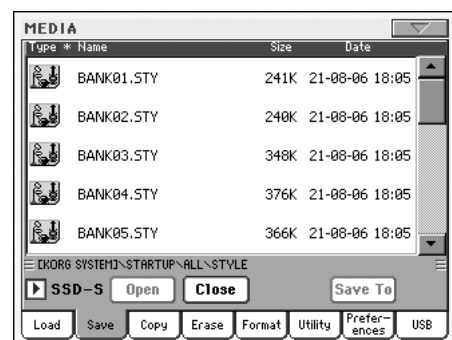 MEDIA
Type * Name Size Date
BANK01.STY 241K 21-08-06 18:05
BANK02.STY 240K 21-08-06 18:05
BANK03.STY 348K 21-08-06 18:05
BANK04.STY 376K 21-08-06 18:05
BANK05.STY 366K 21-08-06 18:05
[KORG SYSTEM]\STARTUP\ALL\STYLE
SSD-S Open Close Save To
Load Save Copy Erase Format Utility Prefer-ences USB